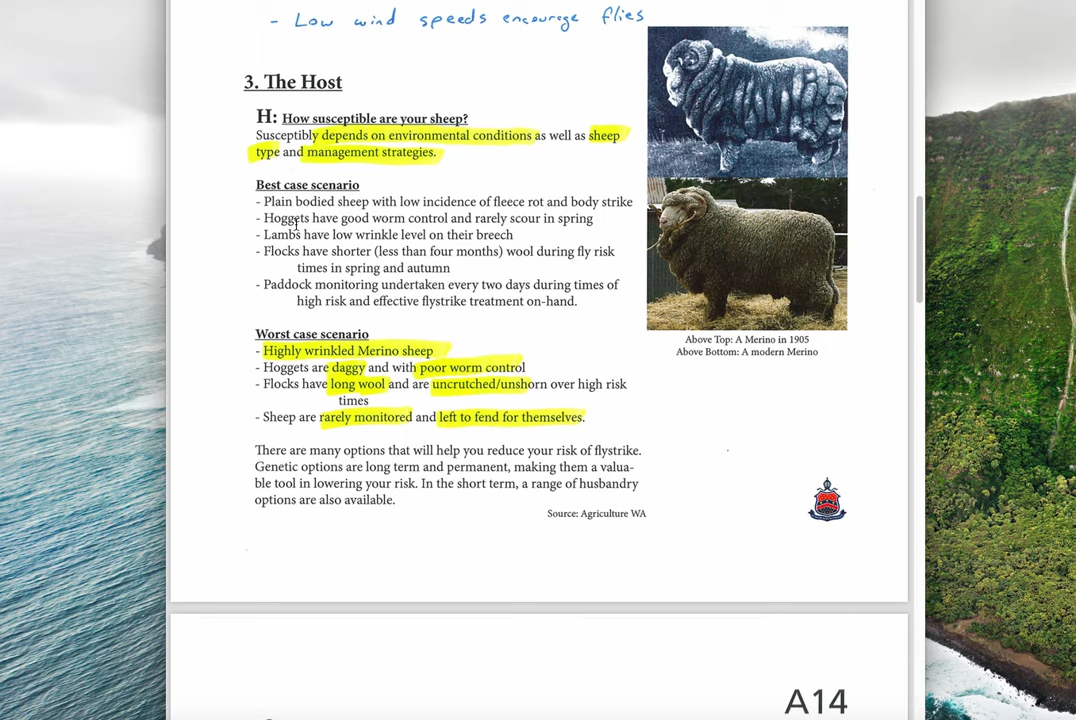 - Low wind speeds encourage flies
3. The Host
H: How susceptible are your sheep?
Susceptibly depends on environmental conditions as well as sheep
type and management strategies.
Best case scenario
- Plain bodied sheep with low incidence of fleece rot and body strike
- Hoggets have good worm control and rarely scour in spring
- Lambs have low wrinkle level on their breech
- Flocks have shorter (less than four months) wool during fly risk
times in spring and autumn
- Paddock monitoring undertaken every two days during times of
high risk and effective flystrike treatment on-hand.
Worst case scenario
- Highly wrinkled Merino sheep
- Hoggets are daggy and with poor worm control
- Flocks have long wool and are uncrutched/unshorn over high risk
times
- Sheep are rarely monitored and left to fend for themselves.
There are many options that will help you reduce your risk of flystrike.
Genetic options are long term and permanent, making them a valua-
ble tool in lowering your risk. In the short term, a range of husbandry
options are also available.
Source: Agriculture WA
Above Top: A Merino in 1905
Above Bottom: A modern Merino
A14